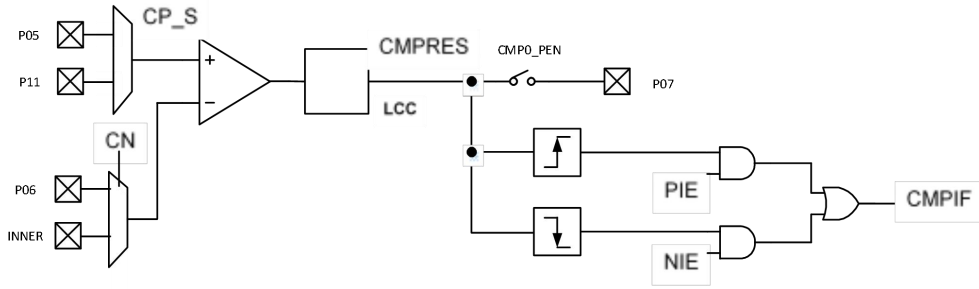 CP_S
P05
P11
CMPRES
CMP0_PEN
P07
LCC
CN
P06
INNER
PIE
NIE
CMPIF
+
−